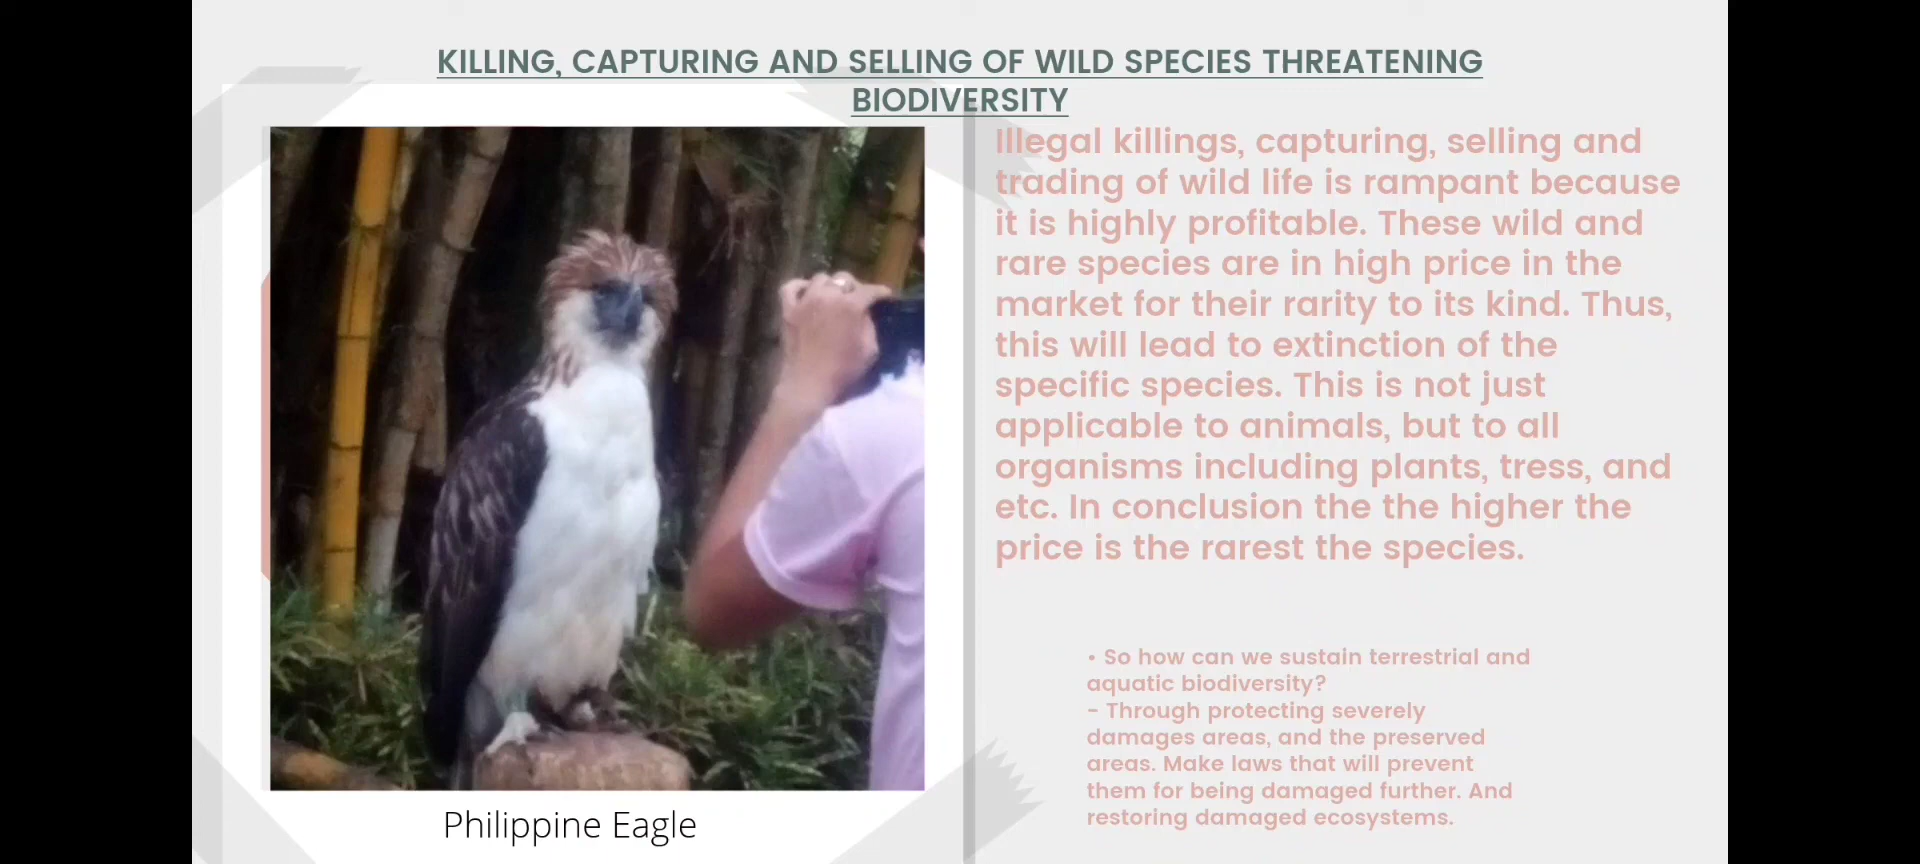 KILLING, CAPTURING AND SELLING OF WILD SPECIES THREATENING
BIODIVERSITY
Illegal killings, capturing, selling and
trading of wild life is rampant because
it is highly profitable. These wild and
rare species are in high price in the
market for their rarity to its kind. Thus,
this will lead to extinction of the
specific species. This is not just
applicable to animals, but to all
organisms including plants, tress, and
etc. In conclusion the the higher the
price is the rarest the species.
• So how can we sustain terrestrial and
aquatic biodiversity?
- Through protecting severely
damages areas, and the preserved
areas. Make laws that will prevent
them for being damaged further. And
restoring damaged ecosystems.
Philippine Eagle